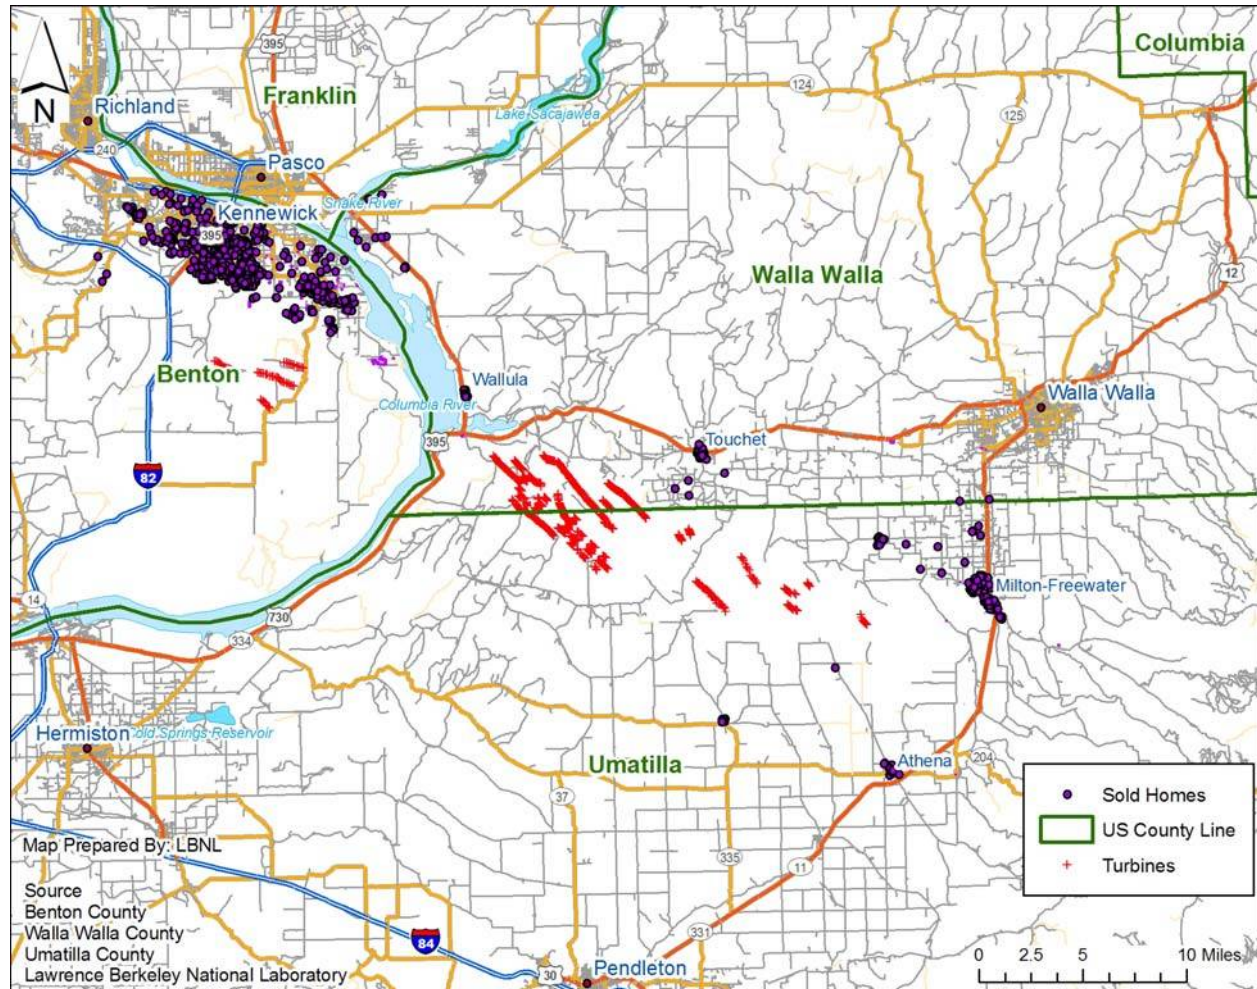 Columbia
395
Franklin
124
Richland
Lake Sacajawea
125
240
Pasco
Snake River
Kennewick
395
Walla Walla
12
Benton
Wallula
Walla Walla
Columbia River
395
Touchet
82
Milton-Freewater
14
730
334
Hermiston
old Springs Reservoir
Umatilla
Athena
204
37
335
11
331
84
30
Pendleton
Map Prepared By: LBNL
Source
Benton County
Walla Walla County
Umatilla County
Lawrence Berkeley National Laboratory
Sold Homes
US County Line
Turbines
0 2.5 5 10 Miles
N